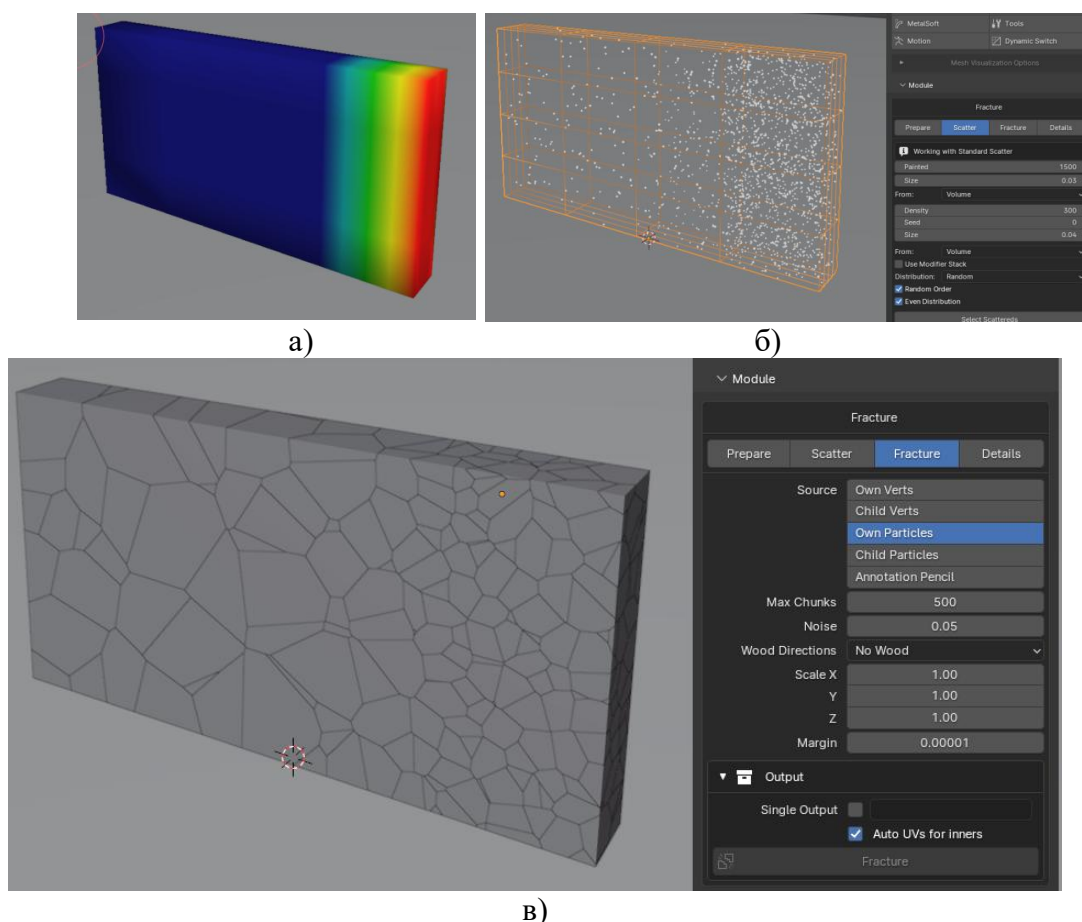 MetalSoft Tools
Motion Dynamic Switch
Mesh Visualization Options
Module
Fracture
Prepare Scatter Fracture Details
Working with Standard Scatter
Painted 1500
Size 0.03
From: Volume
Density 300
Seed 0
Size 0.04
From: Volume
Use Modifier Stack
Distribution: Random
Random Order
Even Distribution
Select Scattereds
а) б)
Module
Fracture
Prepare Scatter Fracture Details
Source Own Verts
Child Verts
Own Particles
Child Particles
Annotation Pencil
Max Chunks 500
Noise 0.05
Wood Directions No Wood
Scale X 1.00
Y 1.00
Z 1.00
Margin 0.00001
Output
Single Output
Auto UVs for inners
Fracture
в)